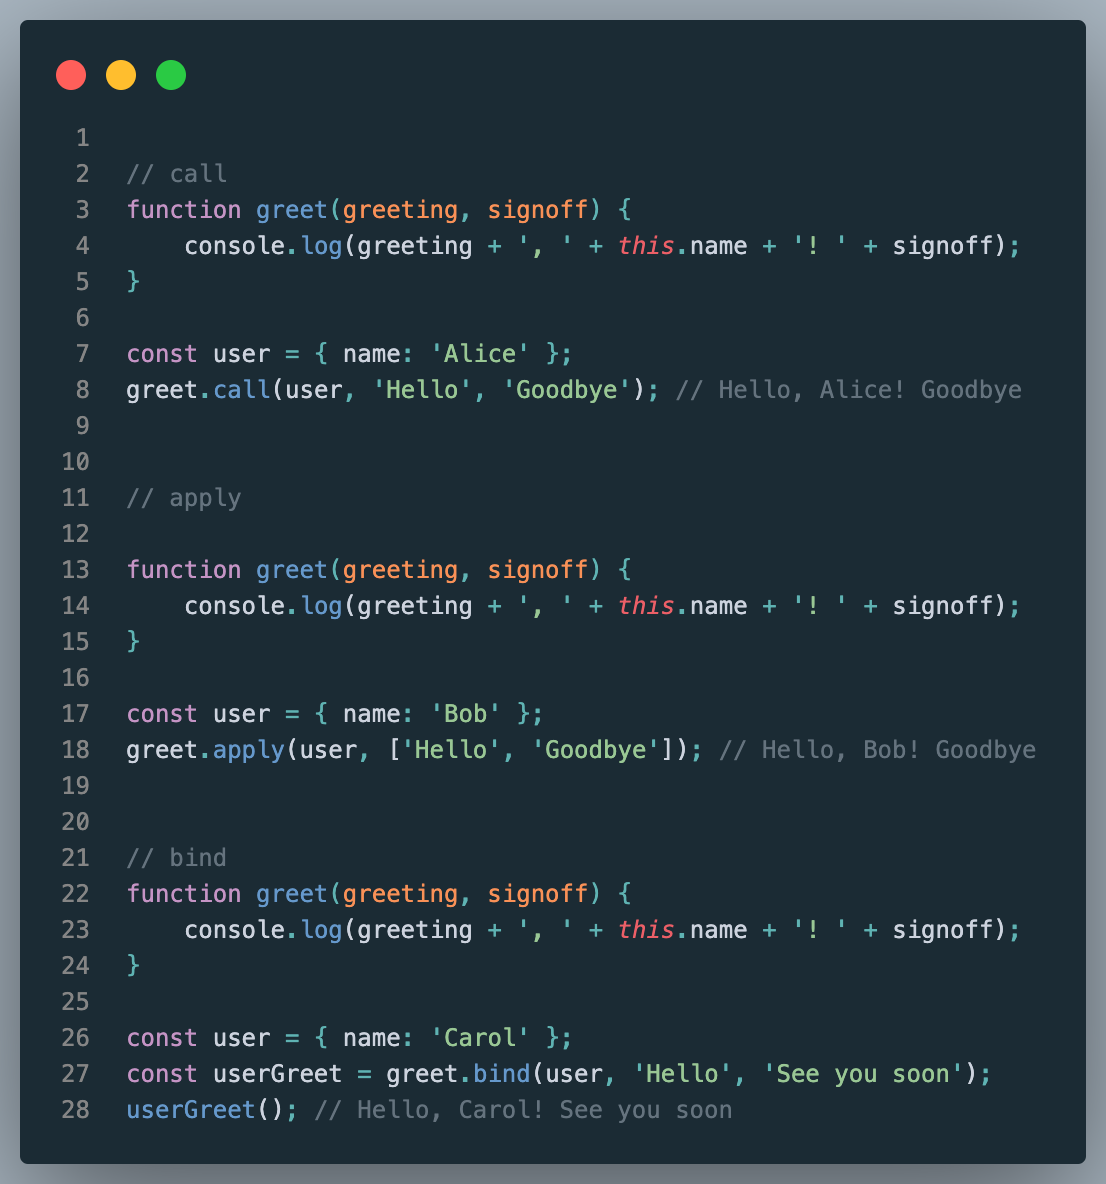 1
2 // call
3 function greet(greeting, signoff) {
4     console.log(greeting + ', ' + this.name + '! ' + signoff);
5 }
6
7 const user = { name: 'Alice' };
8 greet.call(user, 'Hello', 'Goodbye'); // Hello, Alice! Goodbye
9
10
11 // apply
12
13 function greet(greeting, signoff) {
14     console.log(greeting + ', ' + this.name + '! ' + signoff);
15 }
16
17 const user = { name: 'Bob' };
18 greet.apply(user, ['Hello', 'Goodbye']); // Hello, Bob! Goodbye
19
20
21 // bind
22 function greet(greeting, signoff) {
23     console.log(greeting + ', ' + this.name + '! ' + signoff);
24 }
25
26 const user = { name: 'Carol' };
27 const userGreet = greet.bind(user, 'Hello', 'See you soon');
28 userGreet(); // Hello, Carol! See you soon